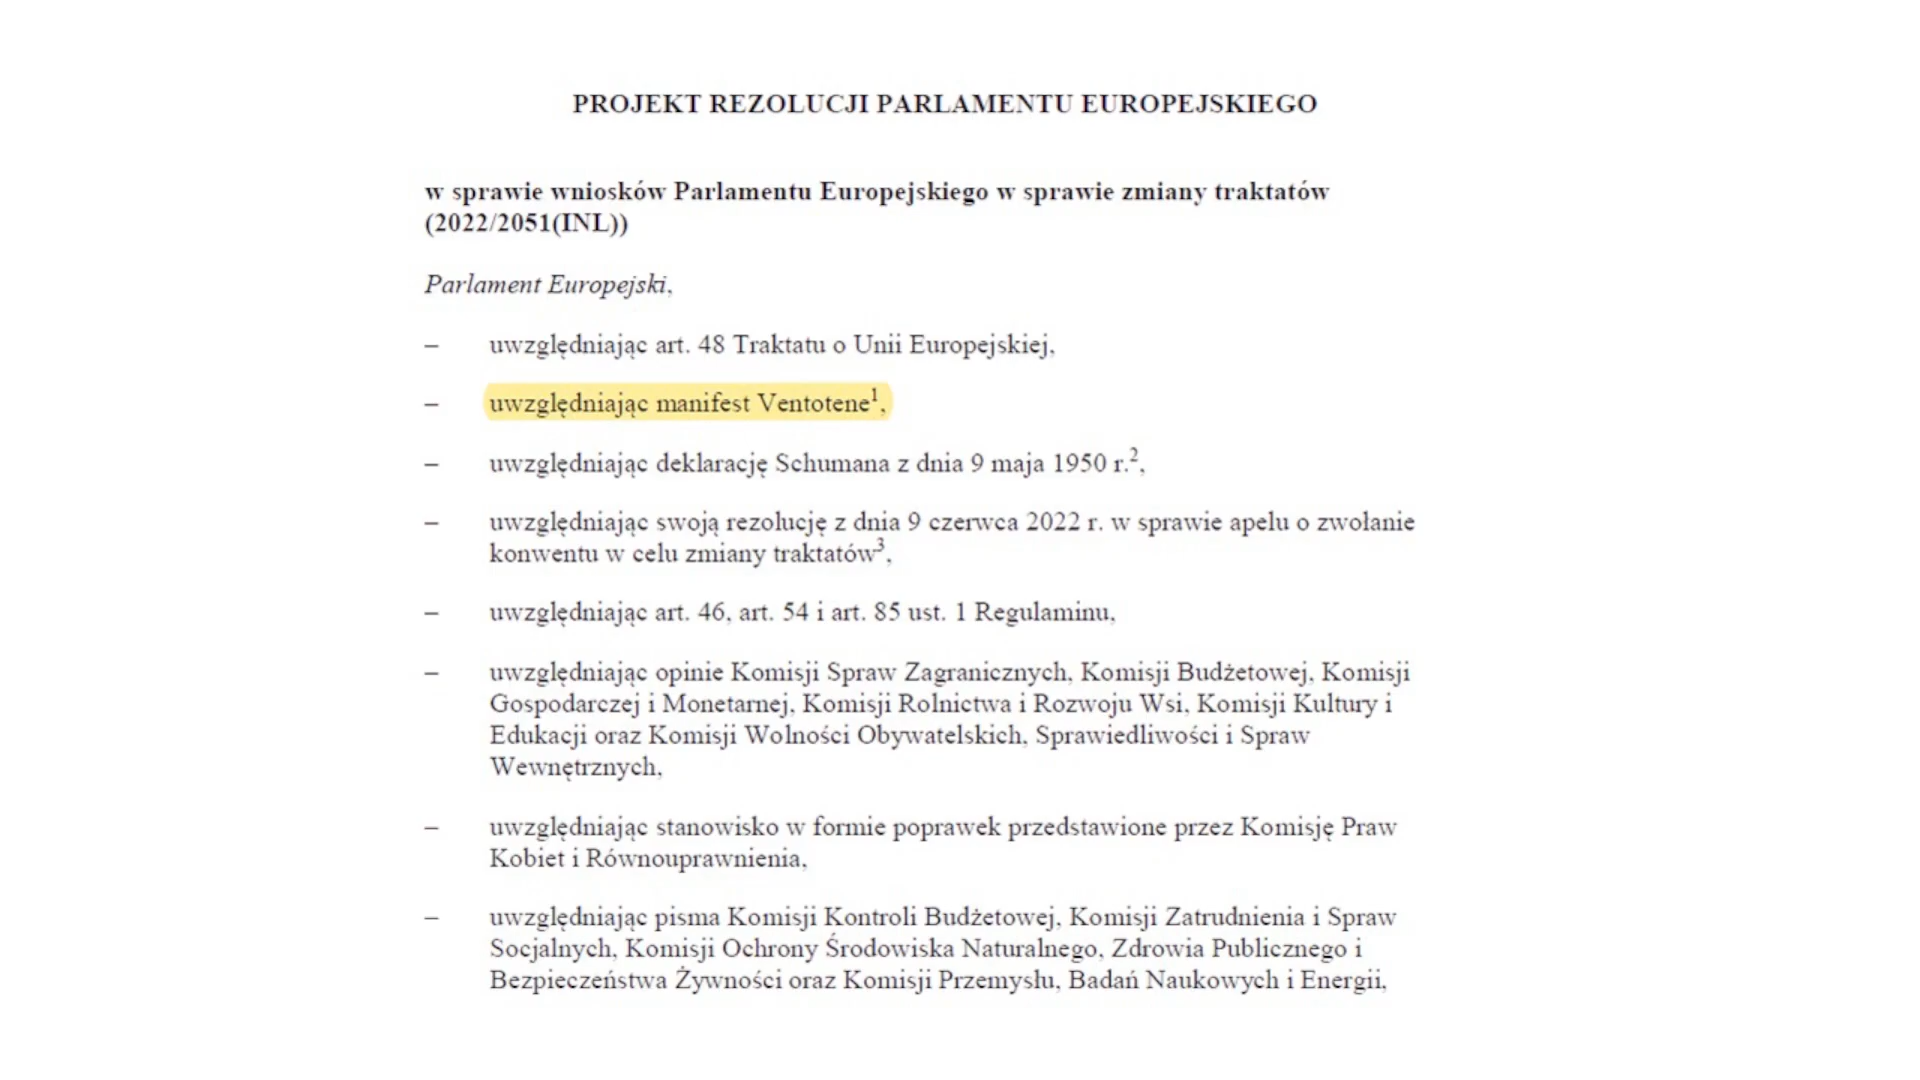 PROJEKT REZOLUCJI PARLAMENTU EUROPEJSKIEGO
w sprawie wniosków Parlamentu Europejskiego w sprawie zmiany traktatów
(2022/2051(INL))
Parlament Europejski,
– uwzględniając art. 48 Traktatu o Unii Europejskiej,
– uwzględniając manifest Ventotene¹,
– uwzględniając deklarację Schumana z dnia 9 maja 1950 r.²,
– uwzględniając swoją rezolucję z dnia 9 czerwca 2022 r. w sprawie apelu o zwołanie
konwentu w celu zmiany traktatów³,
– uwzględniając art. 46, art. 54 i art. 85 ust. 1 Regulaminu,
– uwzględniając opinie Komisji Spraw Zagranicznych, Komisji Budżetowej, Komisji
Gospodarczej i Monetarnej, Komisji Rolnictwa i Rozwoju Wsi, Komisji Kultury i
Edukacji oraz Komisji Wolności Obywatelskich, Sprawiedliwości i Spraw
Wewnętrznych,
– uwzględniając stanowisko w formie poprawek przedstawione przez Komisję Praw
Kobiet i Równouprawnienia,
– uwzględniając pisma Komisji Kontroli Budżetowej, Komisji Zatrudnienia i Spraw
Socjalnych, Komisji Ochrony Środowiska Naturalnego, Zdrowia Publicznego i
Bezpieczeństwa Żywności oraz Komisji Przemysłu, Badań Naukowych i Energii,